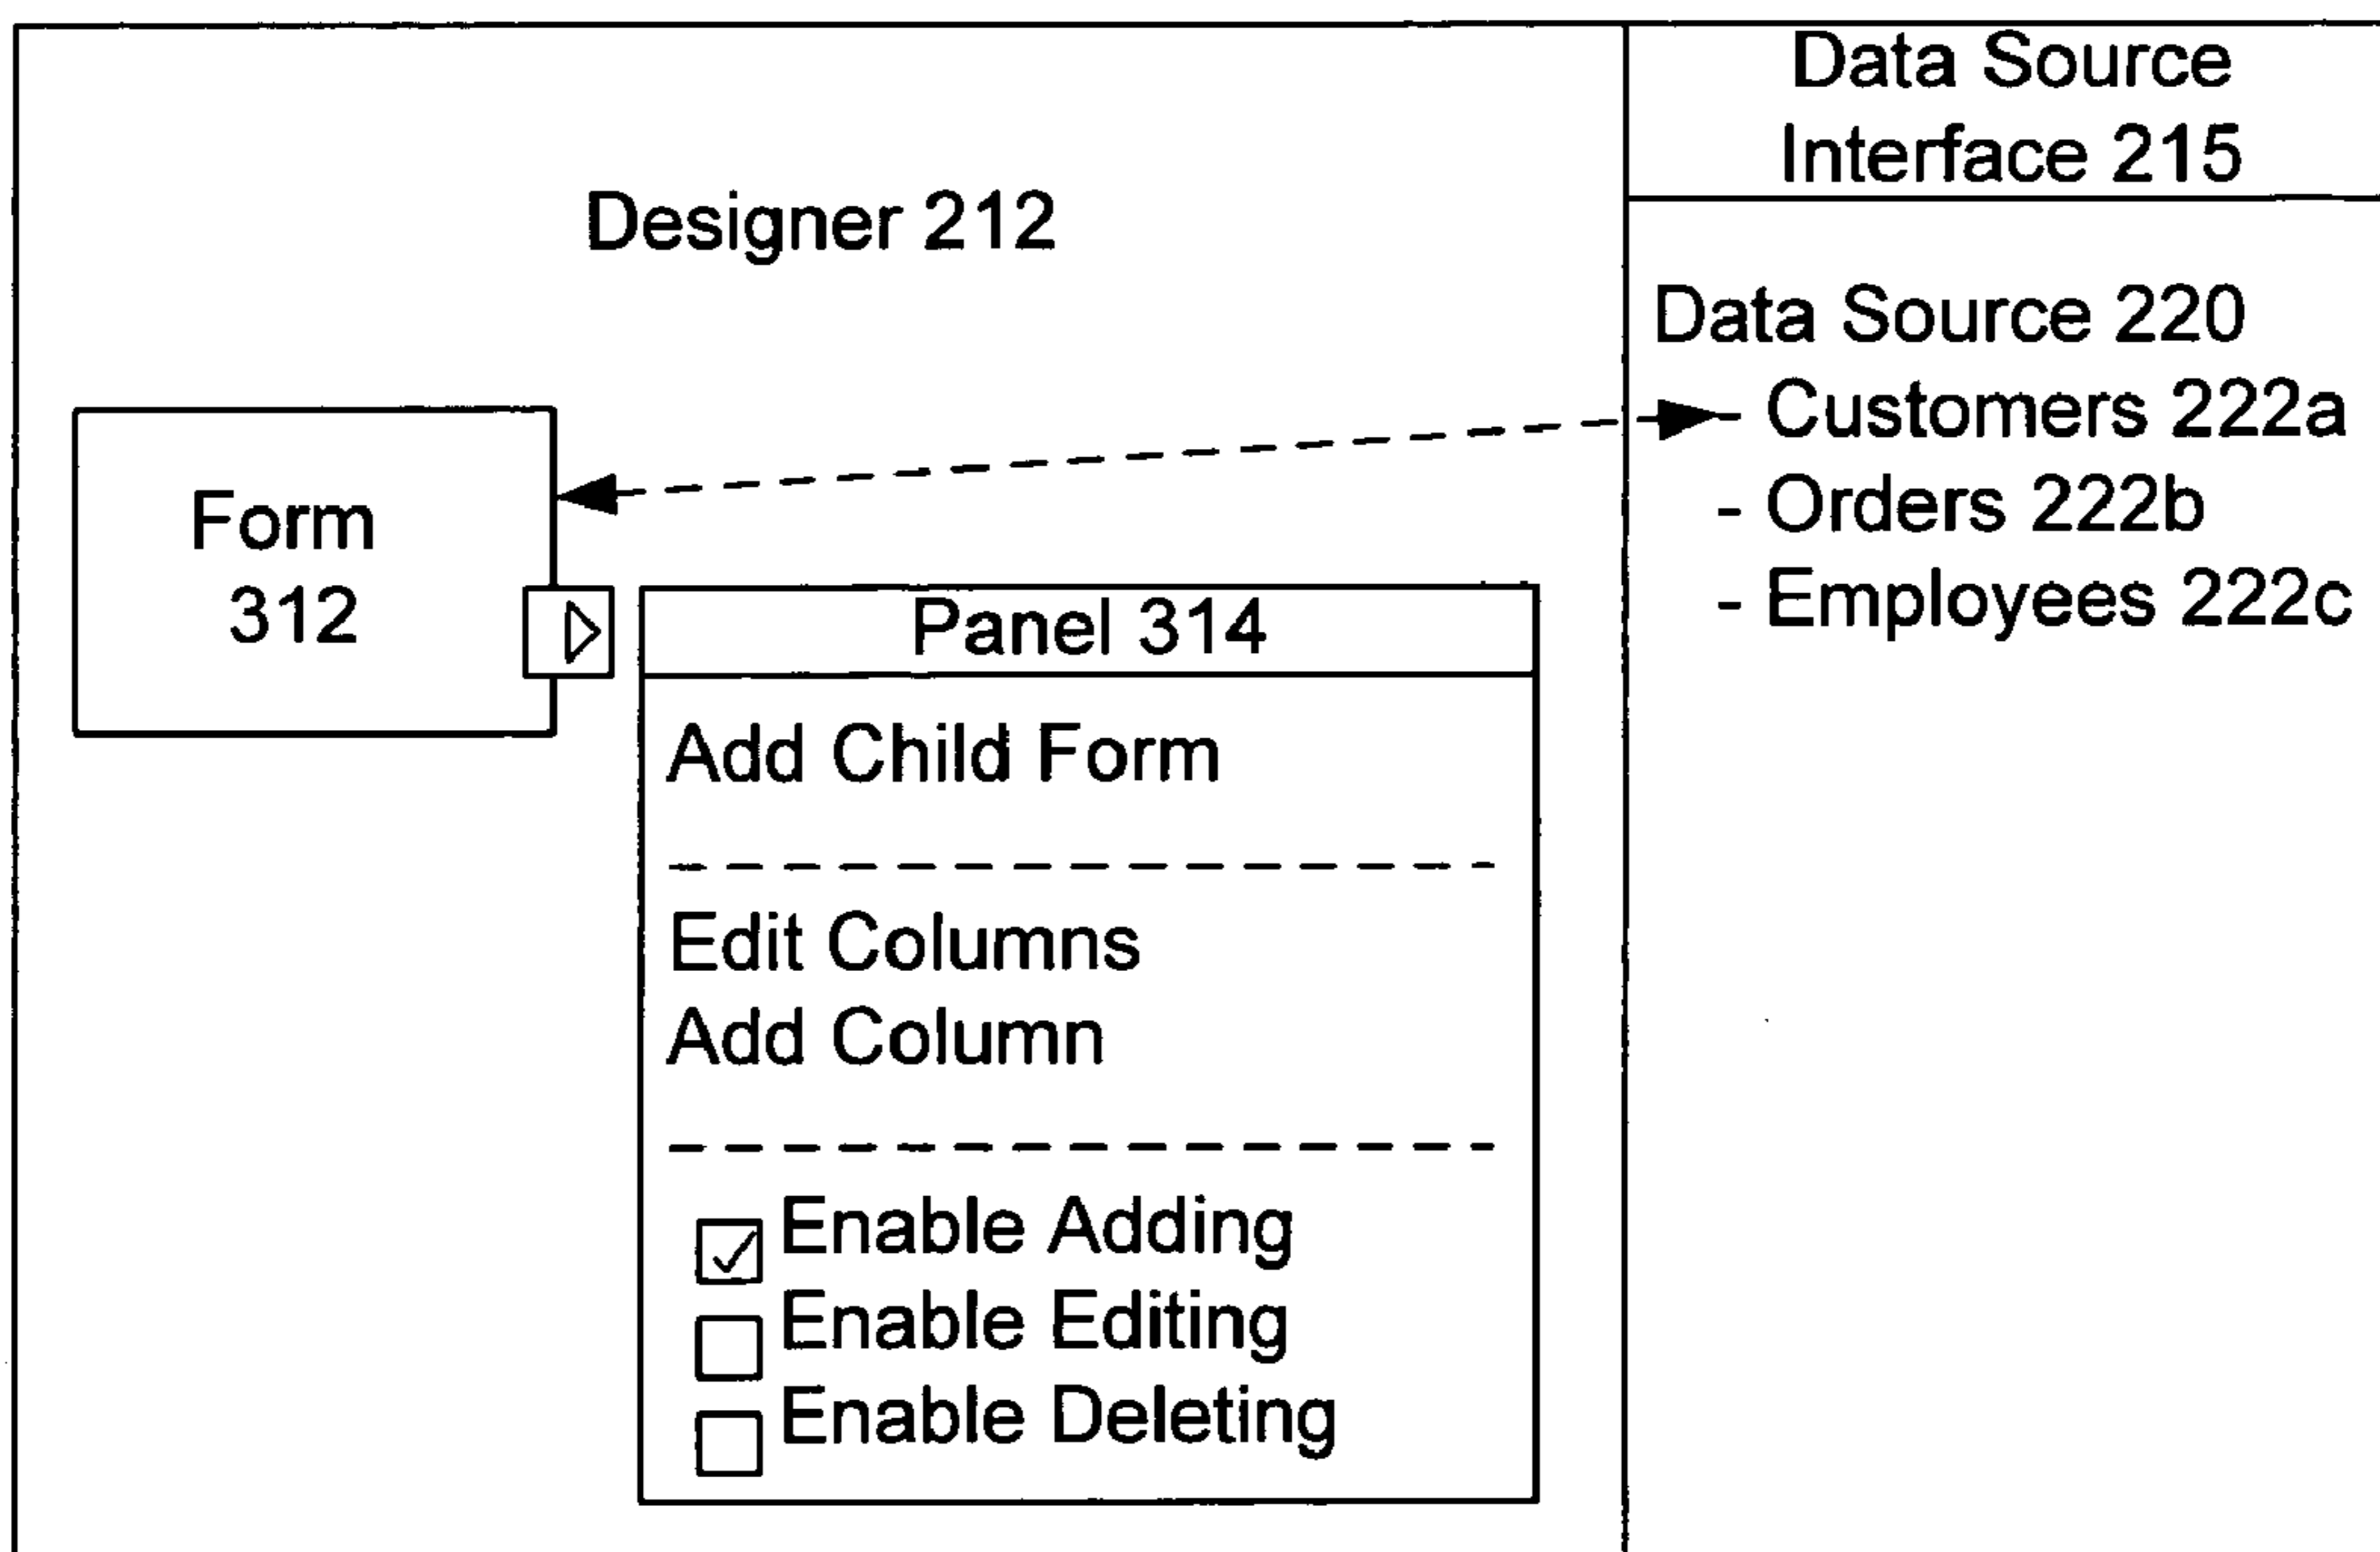 Designer 212
Form
312
Panel 314
Add Child Form
Edit Columns
Add Column
Enable Adding
Enable Editing
Enable Deleting
Data Source
Interface 215
Data Source 220
- Customers 222a
- Orders 222b
- Employees 222c